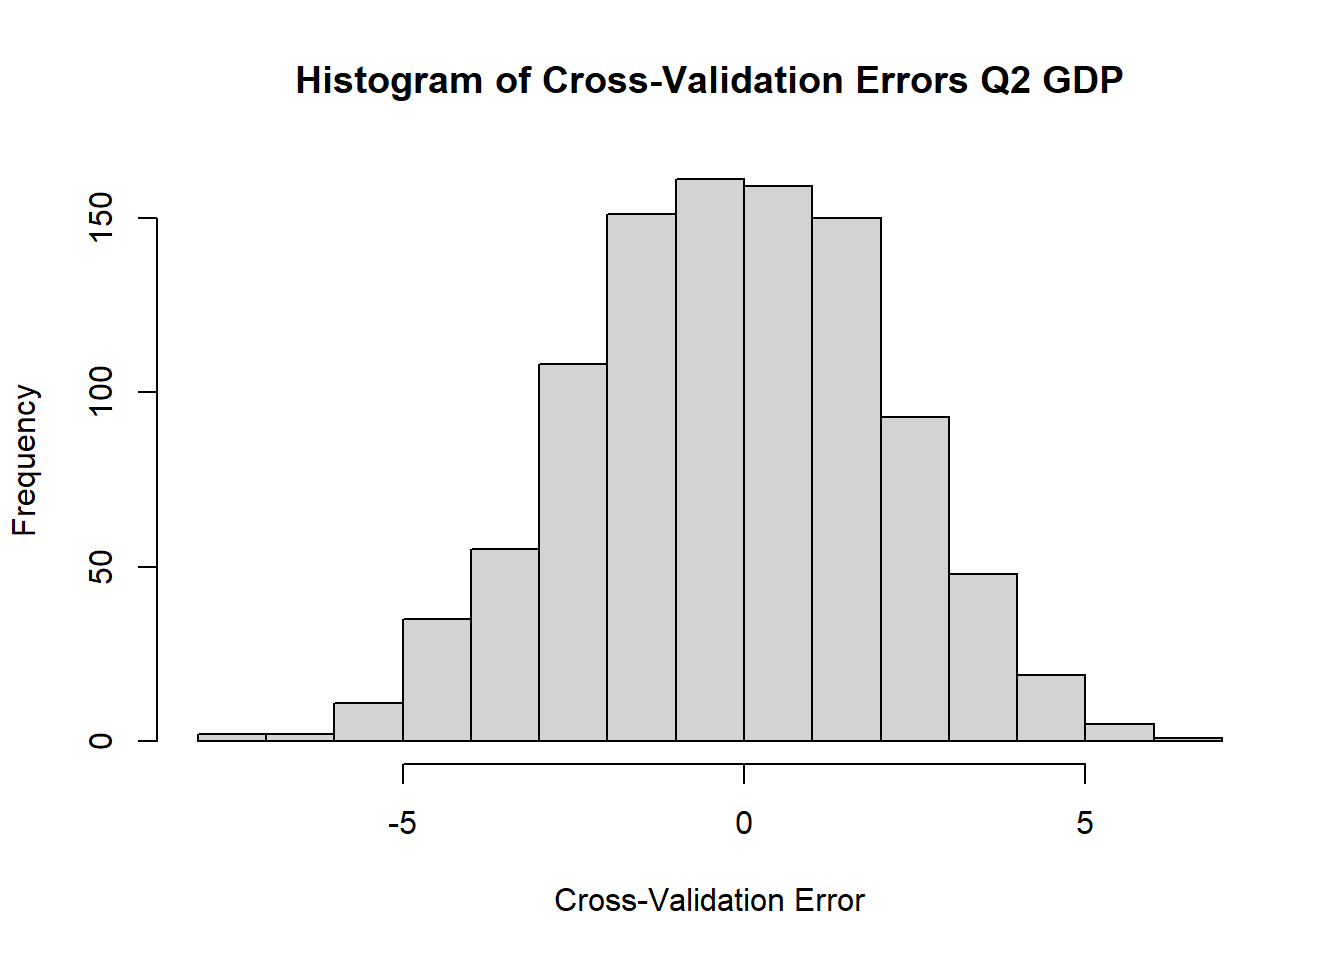 Histogram of Cross-Validation Errors Q2 GDP
Frequency
150
100
50
0
-5 0 5
Cross-Validation Error